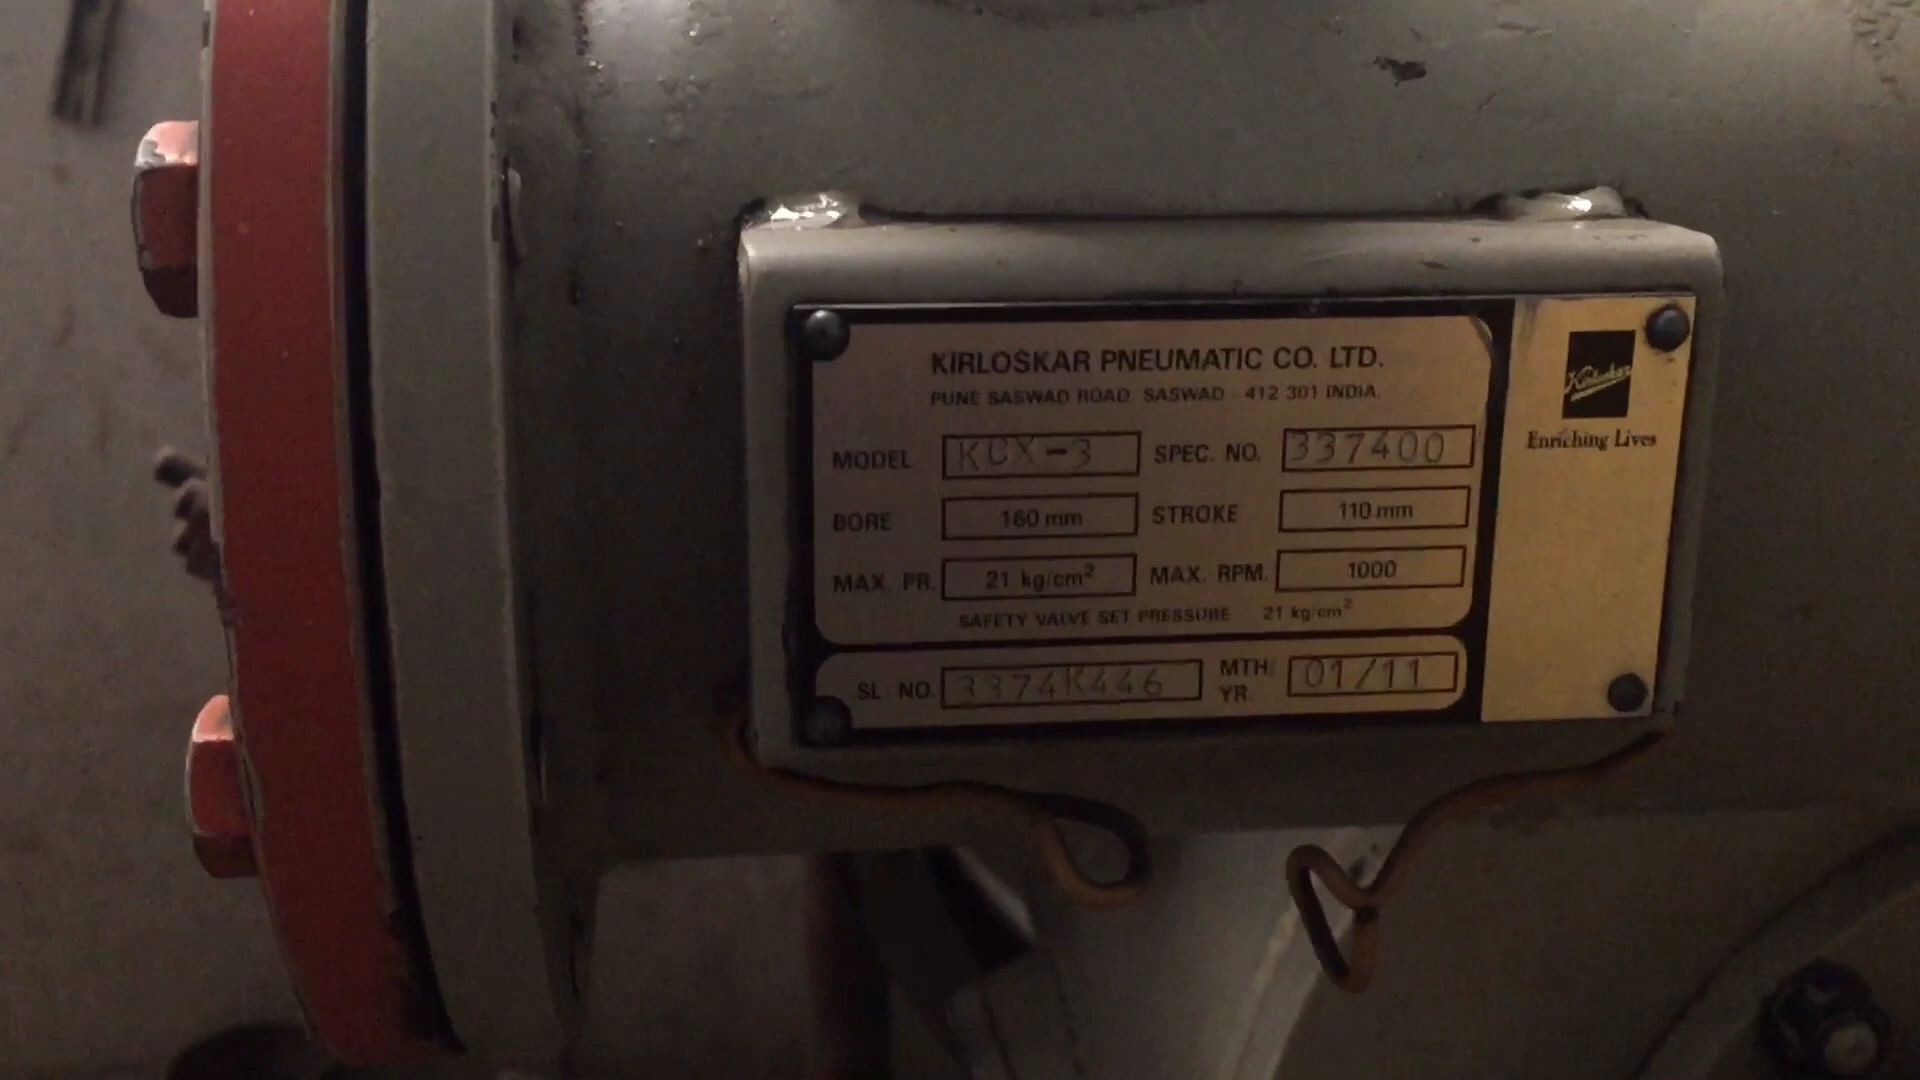 KIRLOSKAR PNEUMATIC CO. LTD.
PUNE SASWAD ROAD SASWAD - 412 301 INDIA.
MODEL KCX-3 SPEC. NO. 337400
BORE 160 mm STROKE 110 mm
MAX. PR. 21 kg/cm² MAX. RPM. 1000
SAFETY VALVE SET PRESSURE 21 kg/cm²
SL NO. 3374K446 MTH/ YR. 01/11
Kirloskar
Enriching Lives